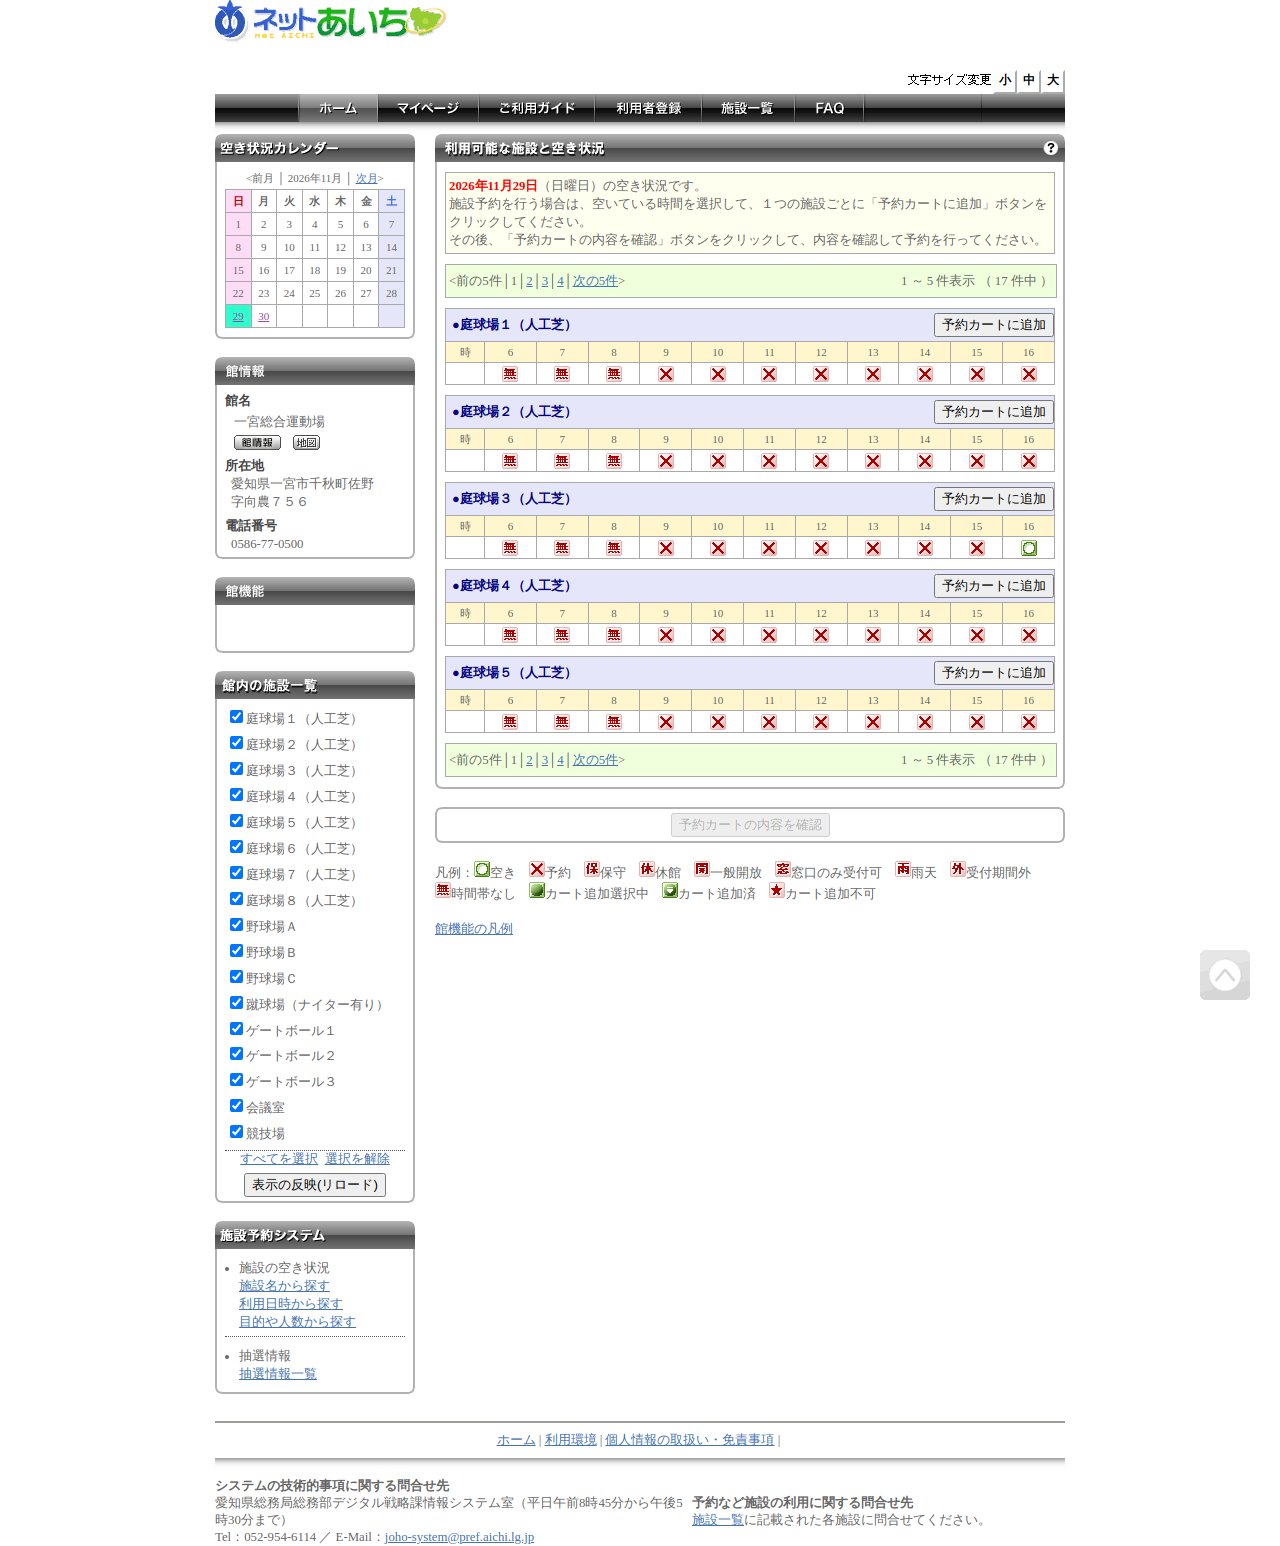 ネットあいち
N@E AICHI
文字サイズ変更 小 中 大
ホーム マイページ ご利用ガイド 利用者登録 施設一覧 FAQ
空き状況カレンダー
<前月 │ 2026年11月 │ 次月>
日 月 火 水 木 金 土
1 2 3 4 5 6 7
8 9 10 11 12 13 14
15 16 17 18 19 20 21
22 23 24 25 26 27 28
29 30
館情報
館名
一宮総合運動場
館情報 地図
所在地
愛知県一宮市千秋町佐野
字向農７５６
電話番号
0586-77-0500
館機能
館内の施設一覧
庭球場１（人工芝）
庭球場２（人工芝）
庭球場３（人工芝）
庭球場４（人工芝）
庭球場５（人工芝）
庭球場６（人工芝）
庭球場７（人工芝）
庭球場８（人工芝）
野球場Ａ
野球場Ｂ
野球場Ｃ
蹴球場（ナイター有り）
ゲートボール１
ゲートボール２
ゲートボール３
会議室
競技場
すべてを選択 選択を解除
表示の反映(リロード)
施設予約システム
施設の空き状況
施設名から探す
利用日時から探す
目的や人数から探す
抽選情報
抽選情報一覧
利用可能な施設と空き状況 ?
2026年11月29日（日曜日）の空き状況です。
施設予約を行う場合は、空いている時間を選択して、１つの施設ごとに「予約カートに追加」ボタンを
クリックしてください。
その後、「予約カートの内容を確認」ボタンをクリックして、内容を確認して予約を行ってください。
<前の5件│1│2│3│4│次の5件> 1 ～ 5 件表示 （ 17 件中 ）
●庭球場１（人工芝） 予約カートに追加
時 6 7 8 9 10 11 12 13 14 15 16
無 無 無
●庭球場２（人工芝） 予約カートに追加
時 6 7 8 9 10 11 12 13 14 15 16
無 無 無
●庭球場３（人工芝） 予約カートに追加
時 6 7 8 9 10 11 12 13 14 15 16
無 無 無
●庭球場４（人工芝） 予約カートに追加
時 6 7 8 9 10 11 12 13 14 15 16
無 無 無
●庭球場５（人工芝） 予約カートに追加
時 6 7 8 9 10 11 12 13 14 15 16
無 無 無
<前の5件│1│2│3│4│次の5件> 1 ～ 5 件表示 （ 17 件中 ）
予約カートの内容を確認
凡例：空き 予約 保保守 休休館 開一般開放 窓窓口のみ受付可 雨雨天 外受付期間外
無時間帯なし カート追加選択中 カート追加済 カート追加不可
館機能の凡例
ホーム | 利用環境 | 個人情報の取扱い・免責事項 |
システムの技術的事項に関する問合せ先
愛知県総務局総務部デジタル戦略課情報システム室（平日午前8時45分から午後5
時30分まで）
Tel：052-954-6114 ／ E-Mail：joho-system@pref.aichi.lg.jp
予約など施設の利用に関する問合せ先
施設一覧に記載された各施設に問合せてください。